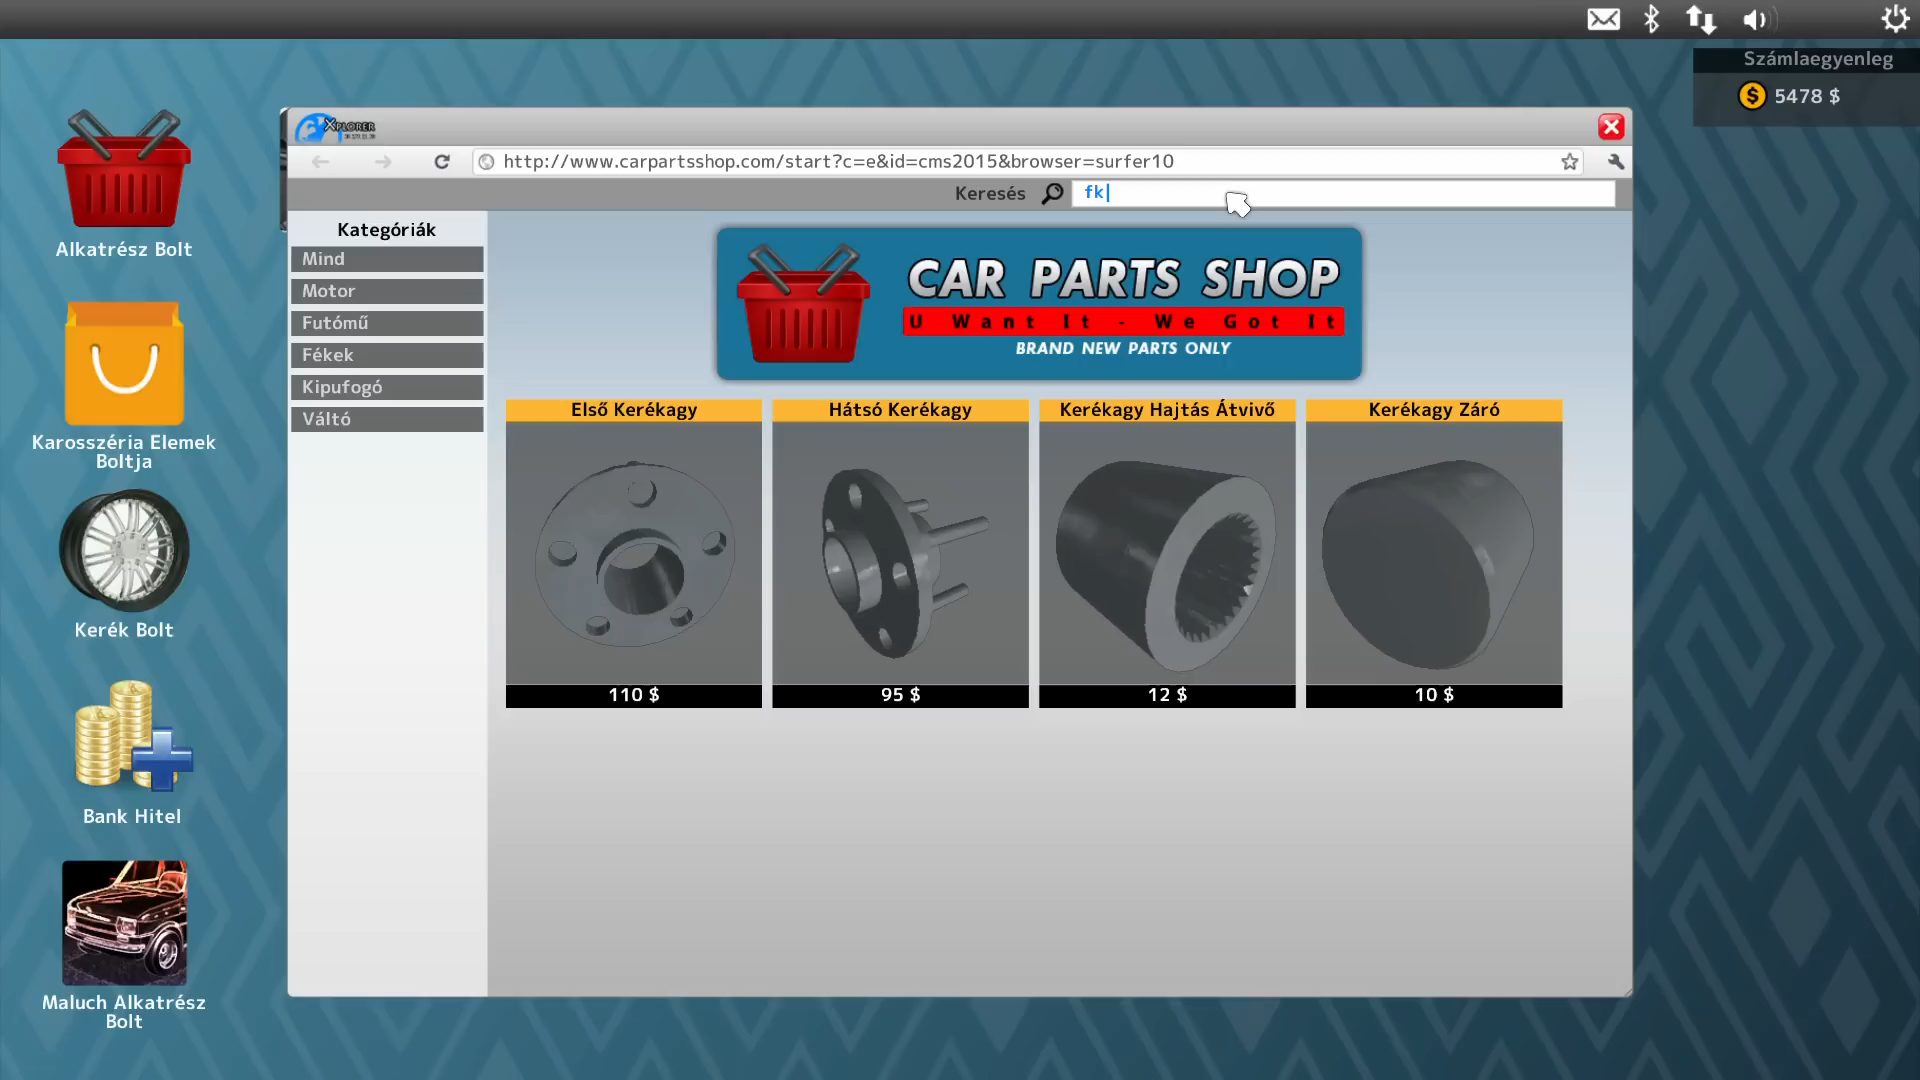 Számlaegyenleg
5478 $
XPLORER
http://www.carpartsshop.com/start?c=e&id=cms2015&browser=surfer10
Keresés
fk
Kategóriák
Mind
Motor
Futómű
Fékek
Kipufogó
Váltó
CAR PARTS SHOP
U Want It - We Got It
BRAND NEW PARTS ONLY
Első Kerékagy
Hátsó Kerékagy
Kerékagy Hajtás Átvivő
Kerékagy Záró
110 $
95 $
12 $
10 $
Alkatrész Bolt
Karosszéria Elemek
Boltja
Kerék Bolt
Bank Hitel
Maluch Alkatrész
Bolt